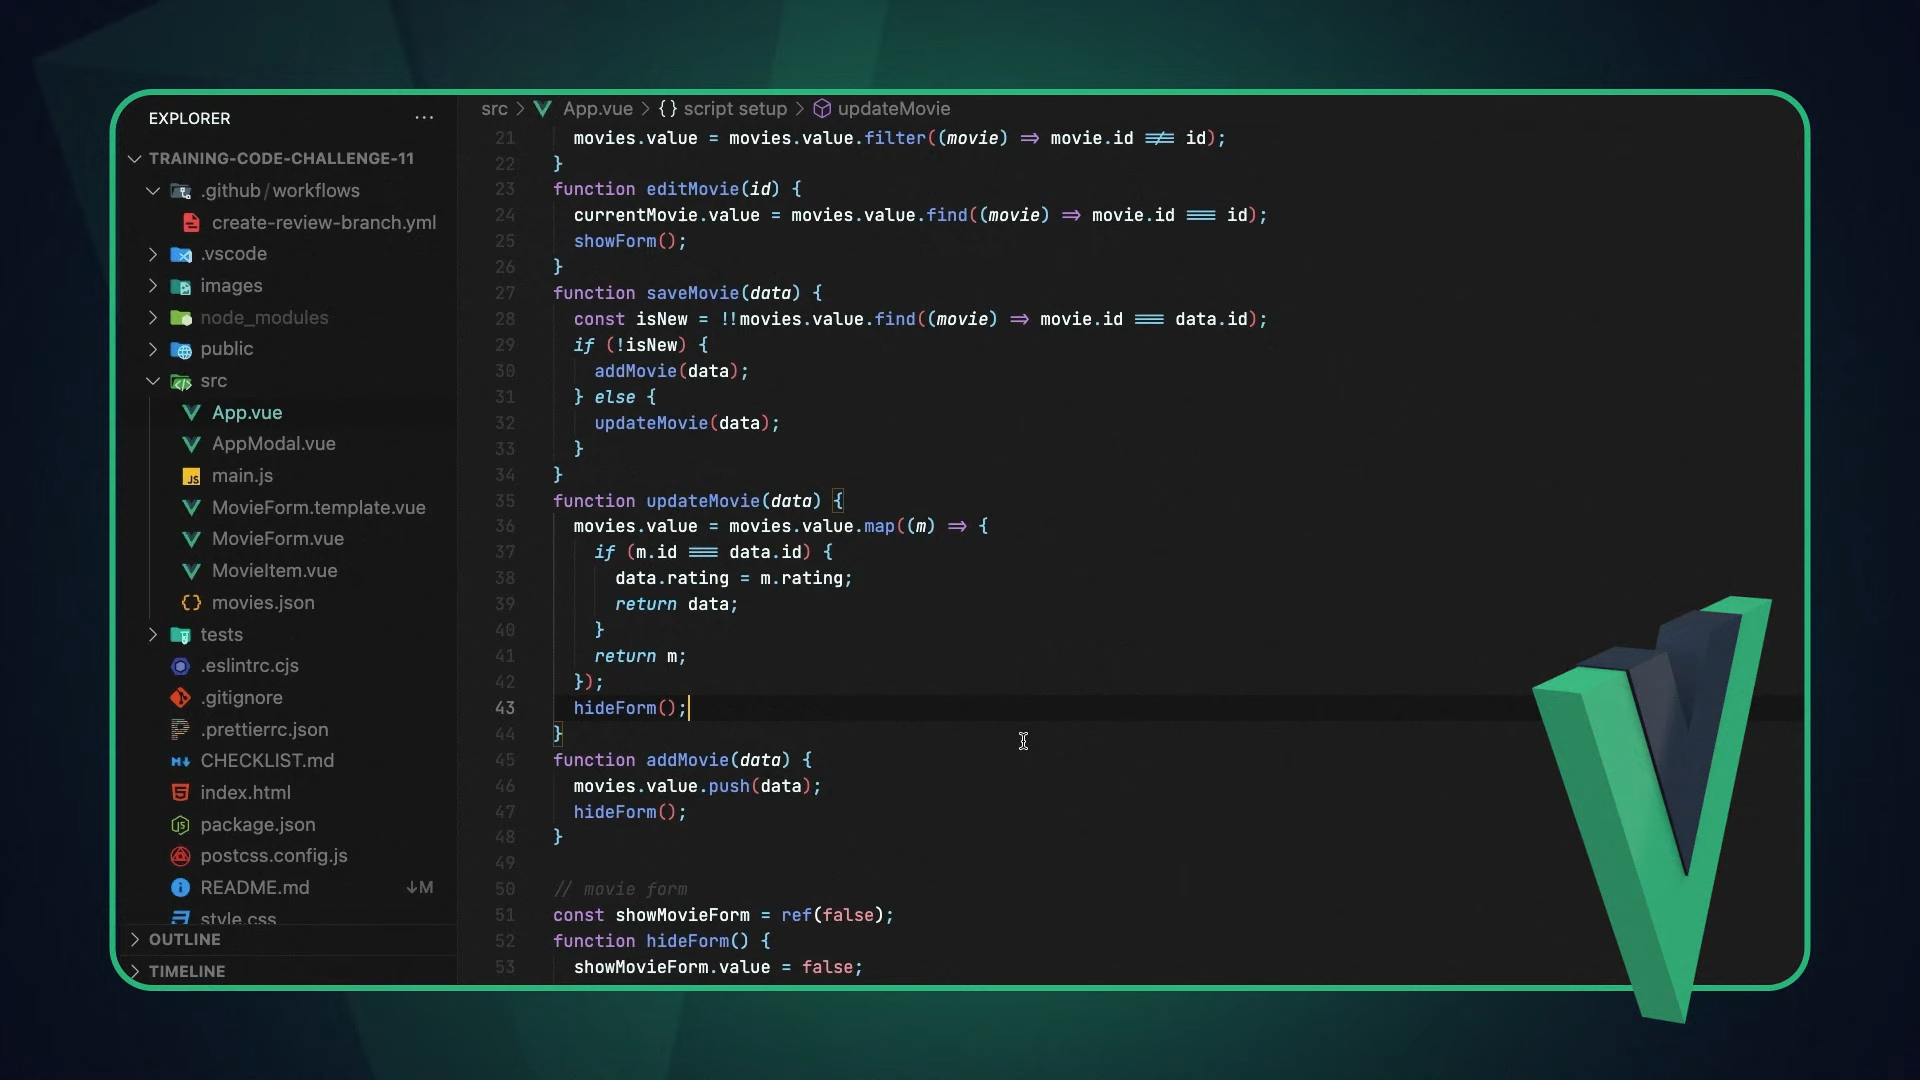 EXPLORER
TRAINING-CODE-CHALLENGE-11
.github/workflows
create-review-branch.yml
.vscode
images
node_modules
public
src
App.vue
AppModal.vue
main.js
MovieForm.template.vue
MovieForm.vue
MovieItem.vue
movies.json
tests
.eslintrc.cjs
.gitignore
.prettierrc.json
CHECKLIST.md
index.html
package.json
postcss.config.js
README.md ↓M
style.css
OUTLINE
TIMELINE
src > App.vue > {} script setup > updateMovie
21 movies.value = movies.value.filter((movie) => movie.id !== id);
22 }
23 function editMovie(id) {
24 currentMovie.value = movies.value.find((movie) => movie.id === id);
25 showForm();
26 }
27 function saveMovie(data) {
28 const isNew = !!movies.value.find((movie) => movie.id === data.id);
29 if (!isNew) {
30 addMovie(data);
31 } else {
32 updateMovie(data);
33 }
34 }
35 function updateMovie(data) {
36 movies.value = movies.value.map((m) => {
37 if (m.id === data.id) {
38 data.rating = m.rating;
39 return data;
40 }
41 return m;
42 });
43 hideForm();
44 }
45 function addMovie(data) {
46 movies.value.push(data);
47 hideForm();
48 }
49
50 // movie form
51 const showMovieForm = ref(false);
52 function hideForm() {
53 showMovieForm.value = false;